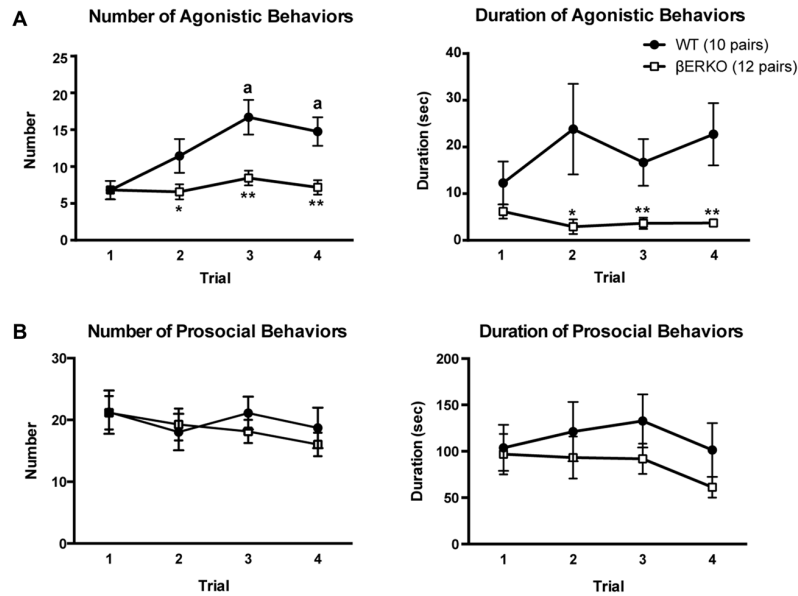 A
Number of Agonistic Behaviors
Number
25
20
15
10
5
0
a
a
*
**
**
1 2 3 4
Trial
Duration of Agonistic Behaviors
WT (10 pairs)
βERKO (12 pairs)
Duration (sec)
40
30
20
10
0
*
**
**
1 2 3 4
Trial
B
Number of Prosocial Behaviors
Number
30
20
10
0
1 2 3 4
Trial
Duration of Prosocial Behaviors
Duration (sec)
200
150
100
50
0
1 2 3 4
Trial